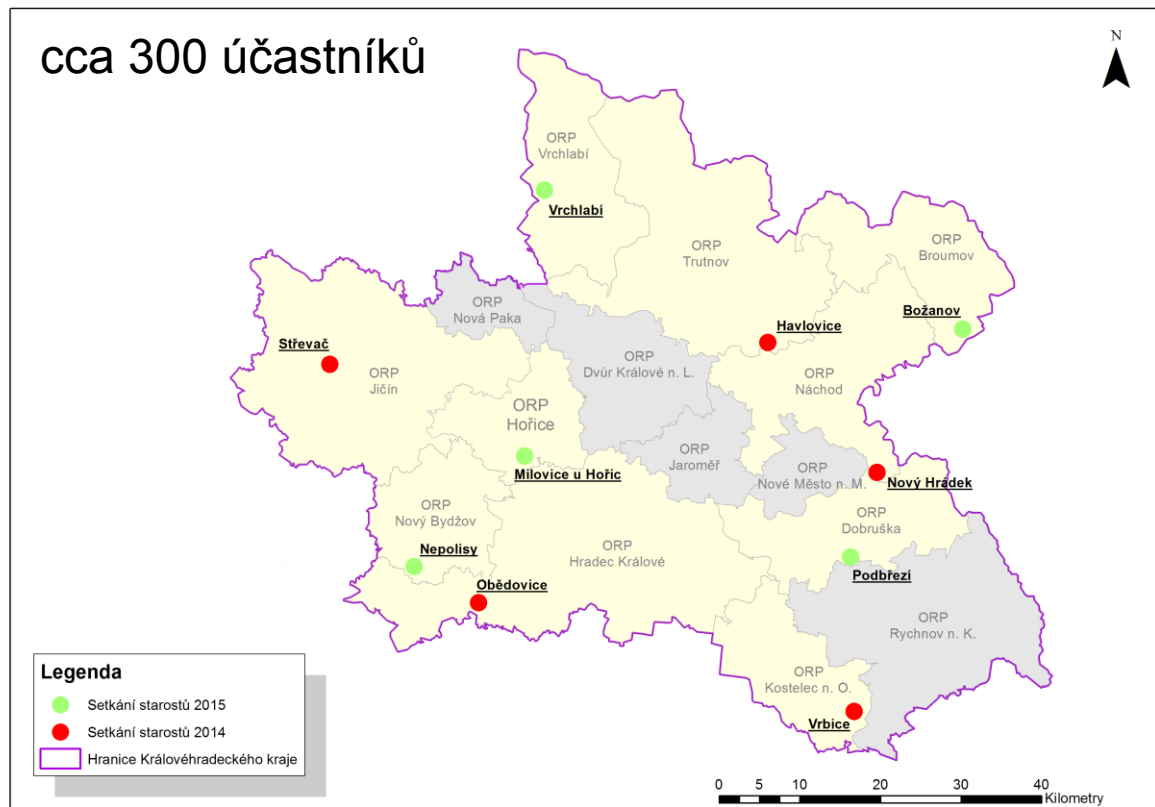 cca 300 účastníků
N
ORP
Vrchlabí
Vrchlabí
ORP
Trutnov
ORP
Broumov
Božanov
ORP
Nová Paka
Havlovice
Střevač
ORP
Jičín
ORP
Dvůr Králové n. L.
ORP
Náchod
ORP
Hořice
Milovice u Hořic
ORP
Jaroměř
ORP
Nové Město n. M.
Nový Hrádek
ORP
Nový Bydžov
ORP
Dobruška
Nepolisy
ORP
Hradec Králové
Obědovice
Podbřezí
ORP
Rychnov n. K.
ORP
Kostelec n. O.
Vrbice
Legenda
Setkání starostů 2015
Setkání starostů 2014
Hranice Královéhradeckého kraje
0 5 10 20 30 40
Kilometry